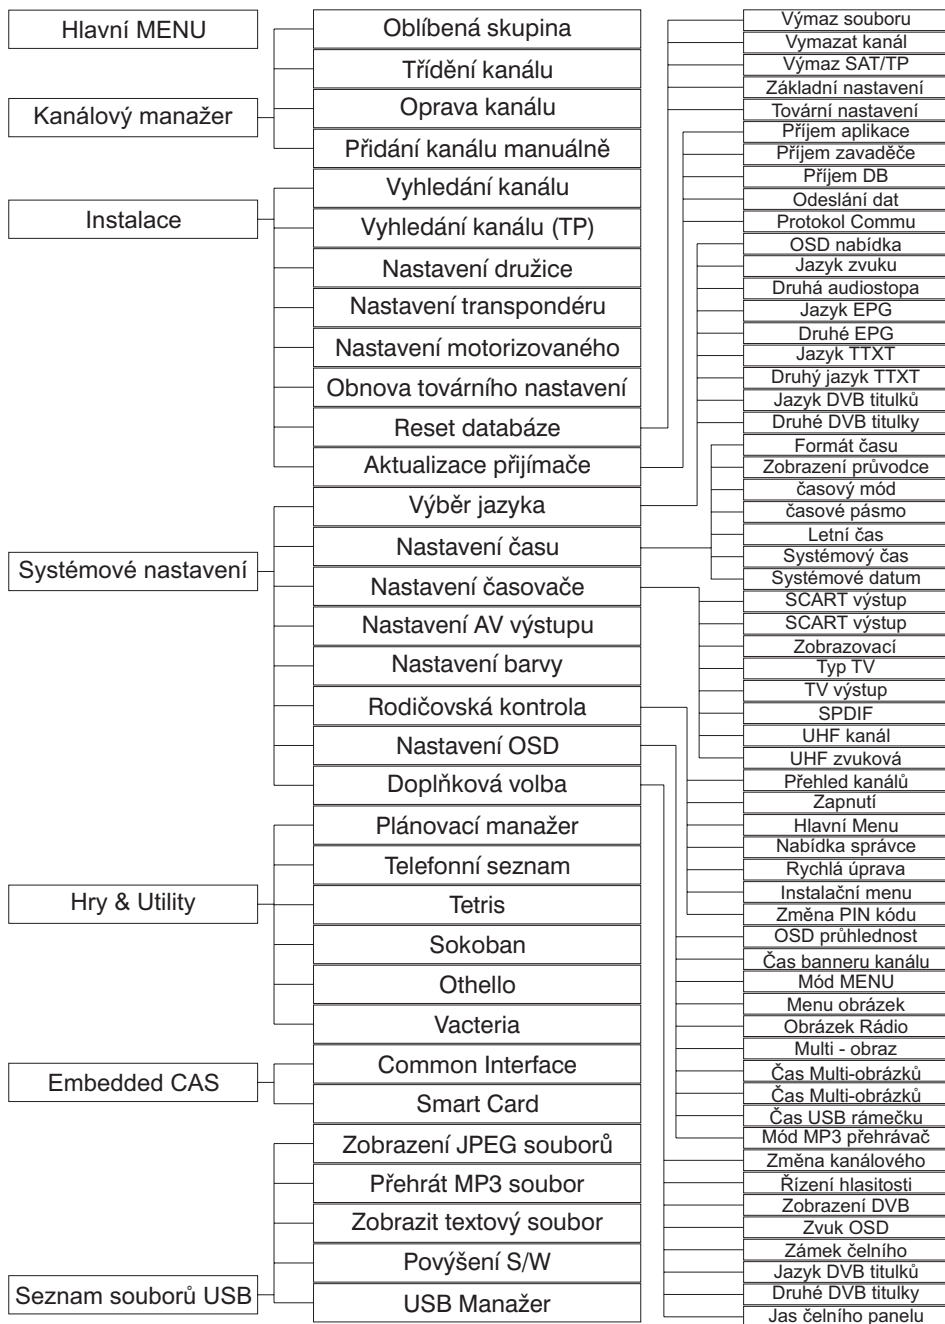 Hlavní MENU
Kanálový manažer
Instalace
Systémové nastavení
Hry & Utility
Embedded CAS
Seznam souborů USB
Oblíbená skupina
Třídění kanálu
Oprava kanálu
Přidání kanálu manuálně
Vyhledání kanálu
Vyhledání kanálu (TP)
Nastavení družice
Nastavení transpondéru
Nastavení motorizovaného
Obnova továrního nastavení
Reset databáze
Aktualizace přijímače
Výběr jazyka
Nastavení času
Nastavení časovače
Nastavení AV výstupu
Nastavení barvy
Rodičovská kontrola
Nastavení OSD
Doplňková volba
Plánovací manažer
Telefonní seznam
Tetris
Sokoban
Othello
Vacteria
Common Interface
Smart Card
Zobrazení JPEG souborů
Přehrát MP3 soubor
Zobrazit textový soubor
Povýšení S/W
USB Manažer
Výmaz souboru
Vymazat kanál
Výmaz SAT/TP
Základní nastavení
Tovární nastavení
Příjem aplikace
Příjem zavaděče
Příjem DB
Odeslání dat
Protokol Commu
OSD nabídka
Jazyk zvuku
Druhá audiostopa
Jazyk EPG
Druhé EPG
Jazyk TTXT
Druhý jazyk TTXT
Jazyk DVB titulků
Druhé DVB titulky
Formát času
Zobrazení průvodce
časový mód
časové pásmo
Letní čas
Systémový čas
Systémové datum
SCART výstup
SCART výstup
Zobrazovací
Typ TV
TV výstup
SPDIF
UHF kanál
UHF zvuková
Přehled kanálů
Zapnutí
Hlavní Menu
Nabídka správce
Rychlá úprava
Instalační menu
Změna PIN kódu
OSD průhlednost
Čas banneru kanálu
Mód MENU
Menu obrázek
Obrázek Rádio
Multi - obraz
Čas Multi-obrázků
Čas Multi-obrázků
Čas USB rámečku
Mód MP3 přehrávač
Změna kanálového
Řízení hlasitosti
Zobrazení DVB
Zvuk OSD
Zámek čelního
Jazyk DVB titulků
Druhé DVB titulky
Jas čelního panelu